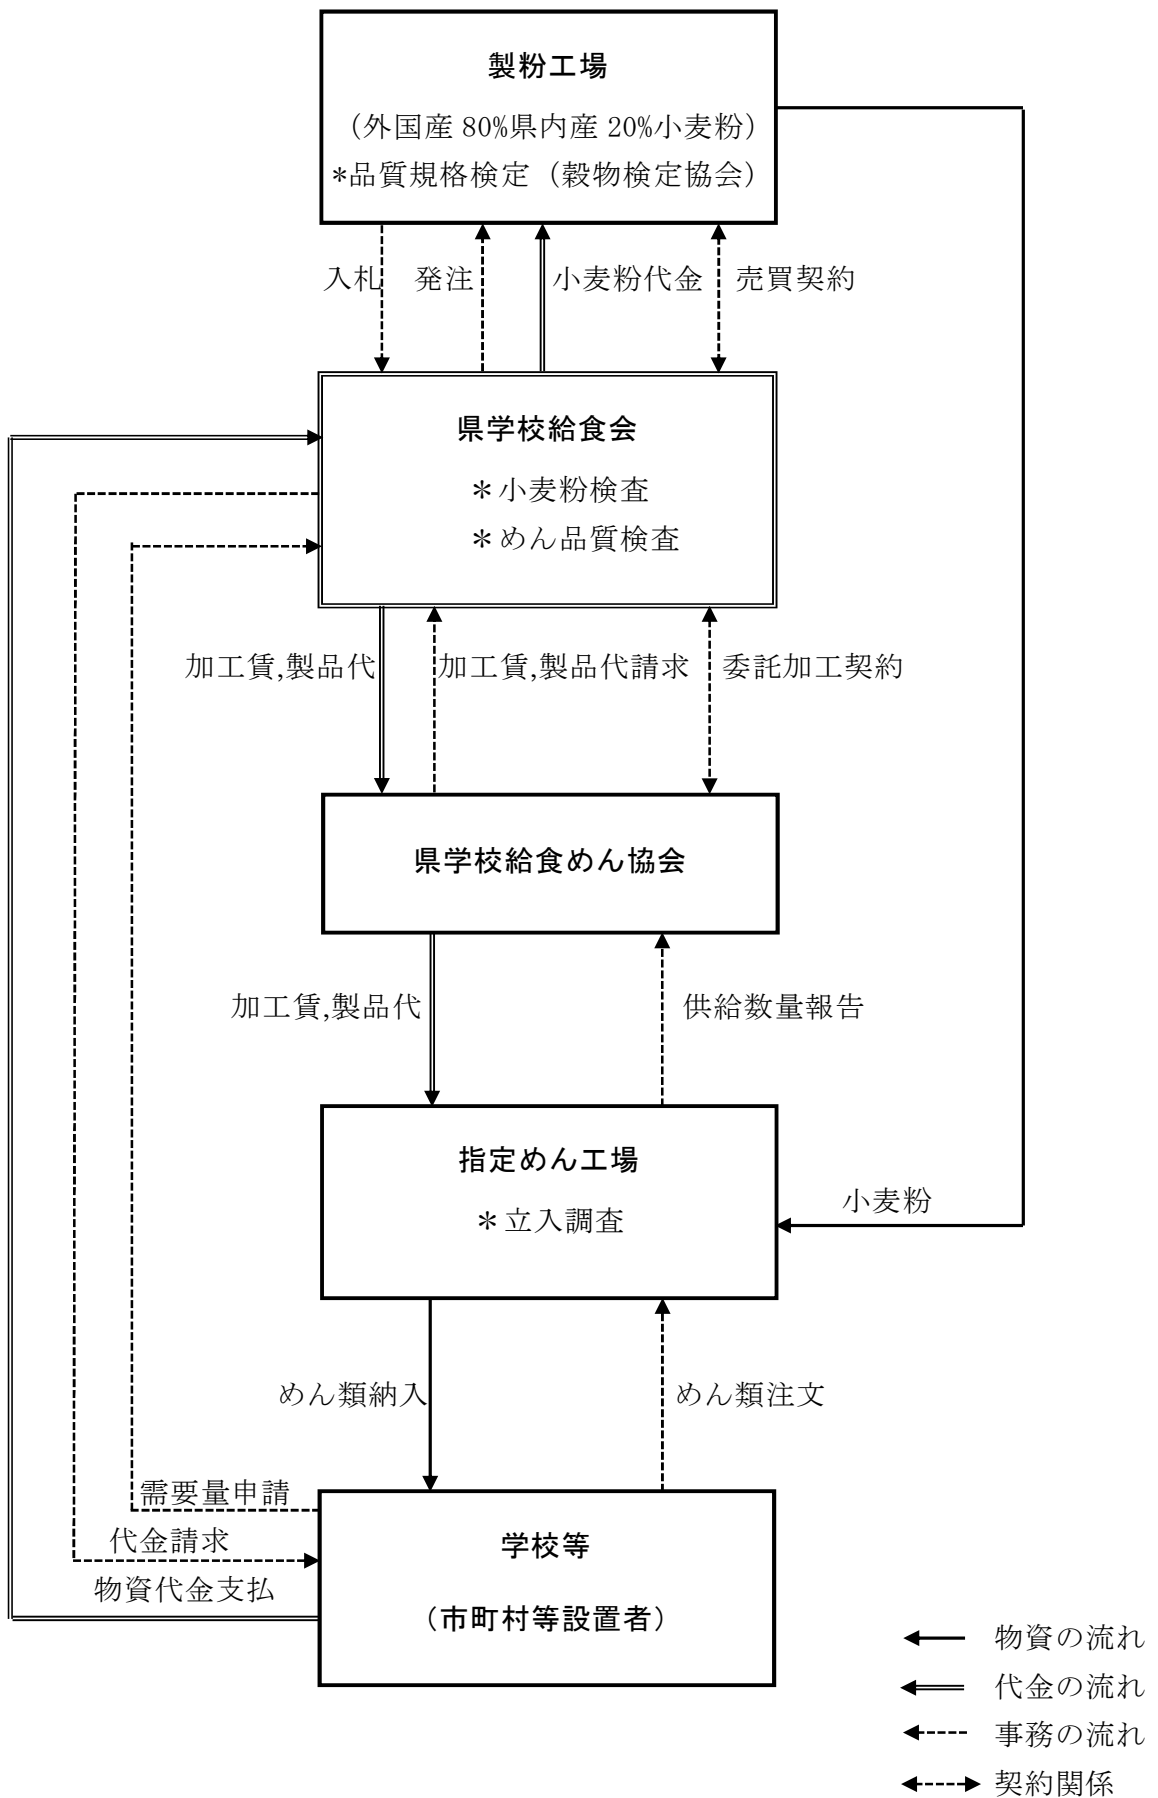 製粉工場
（外国産 80%県内産 20%小麦粉）
*品質規格検定（穀物検定協会）
入札
発注
小麦粉代金
売買契約
県学校給食会
＊小麦粉検査
＊めん品質検査
加工賃,製品代
加工賃,製品代請求
委託加工契約
県学校給食めん協会
加工賃,製品代
供給数量報告
指定めん工場
＊立入調査
小麦粉
めん類納入
めん類注文
需要量申請
代金請求
物資代金支払
学校等
（市町村等設置者）
物資の流れ
代金の流れ
事務の流れ
契約関係